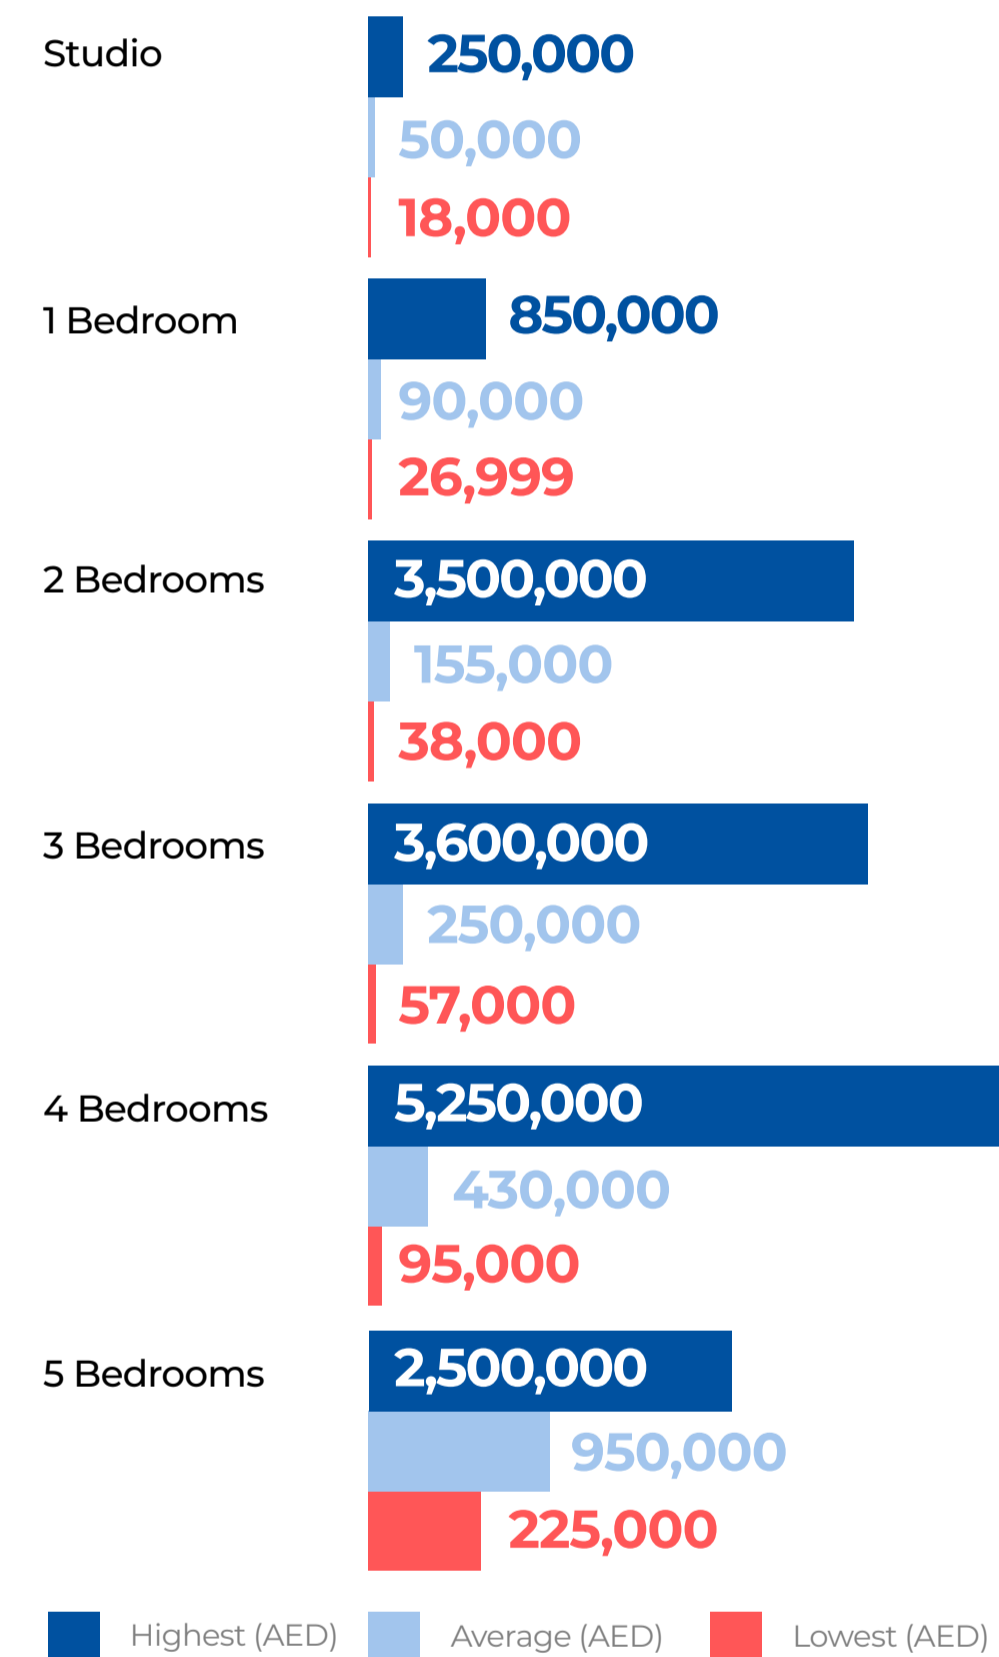 Studio
250,000
50,000
18,000
1 Bedroom
850,000
90,000
26,999
2 Bedrooms
3,500,000
155,000
38,000
3 Bedrooms
3,600,000
250,000
57,000
4 Bedrooms
5,250,000
430,000
95,000
5 Bedrooms
2,500,000
950,000
225,000
Highest (AED) Average (AED) Lowest (AED)